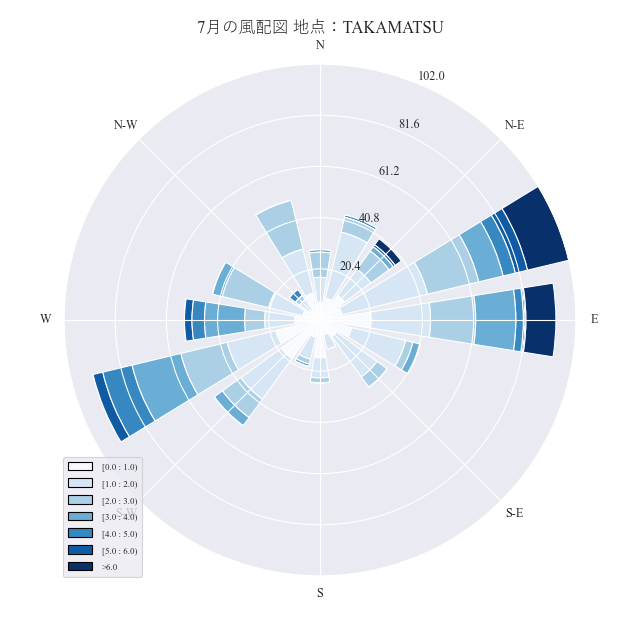 7月の風配図 地点：TAKAMATSU
N
102.0
N-W
N-E
81.6
61.2
40.8
20.4
W
E
[0.0 : 1.0)
[1.0 : 2.0)
[2.0 : 3.0)
S-W
[3.0 : 4.0)
S-E
[4.0 : 5.0)
[5.0 : 6.0)
>6.0
S